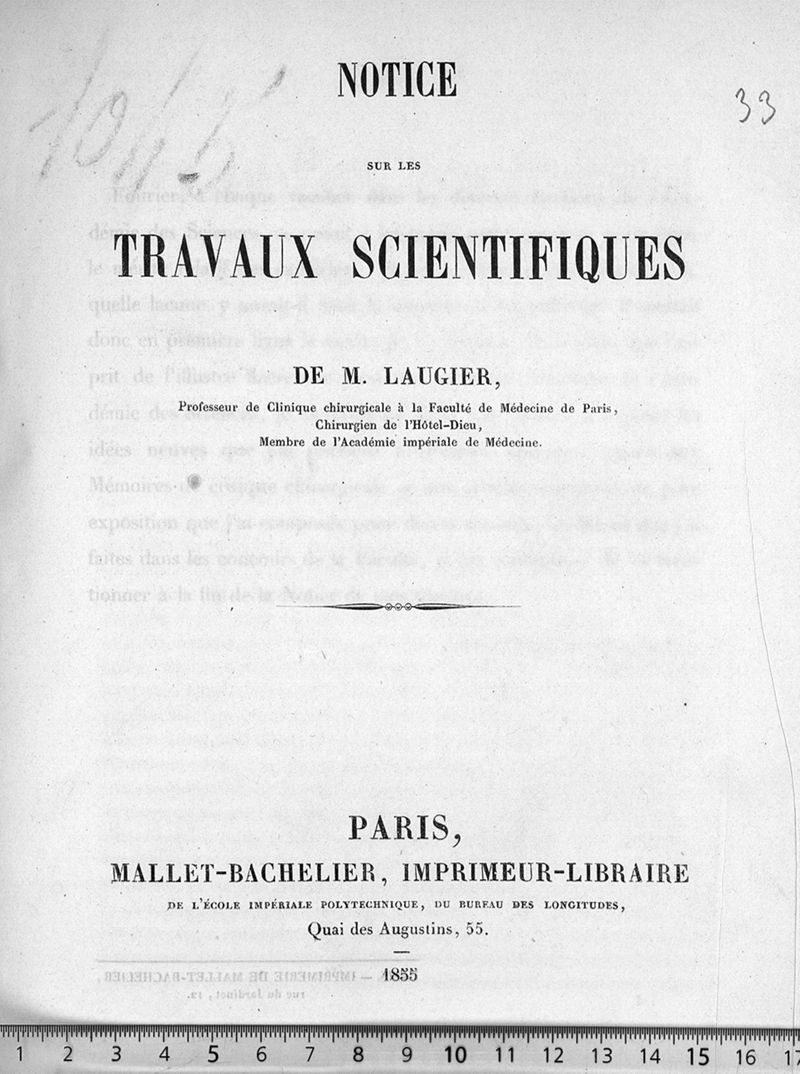 NOTICE
33
SUR LES
TRAVAUX SCIENTIFIQUES
DE M. LAUGIER,
Professeur de Clinique chirurgicale à la Faculté de Médecine de Paris,
Chirurgien de l'Hôtel-Dieu,
Membre de l'Académie impériale de Médecine.
PARIS,
MALLET-BACHELIER, IMPRIMEUR-LIBRAIRE
DE L'ÉCOLE IMPÉRIALE POLYTECHNIQUE, DU BUREAU DES LONGITUDES,
Quai des Augustins, 55.
1855
1 2 3 4 5 6 7 8 9 10 11 12 13 14 15 16 17